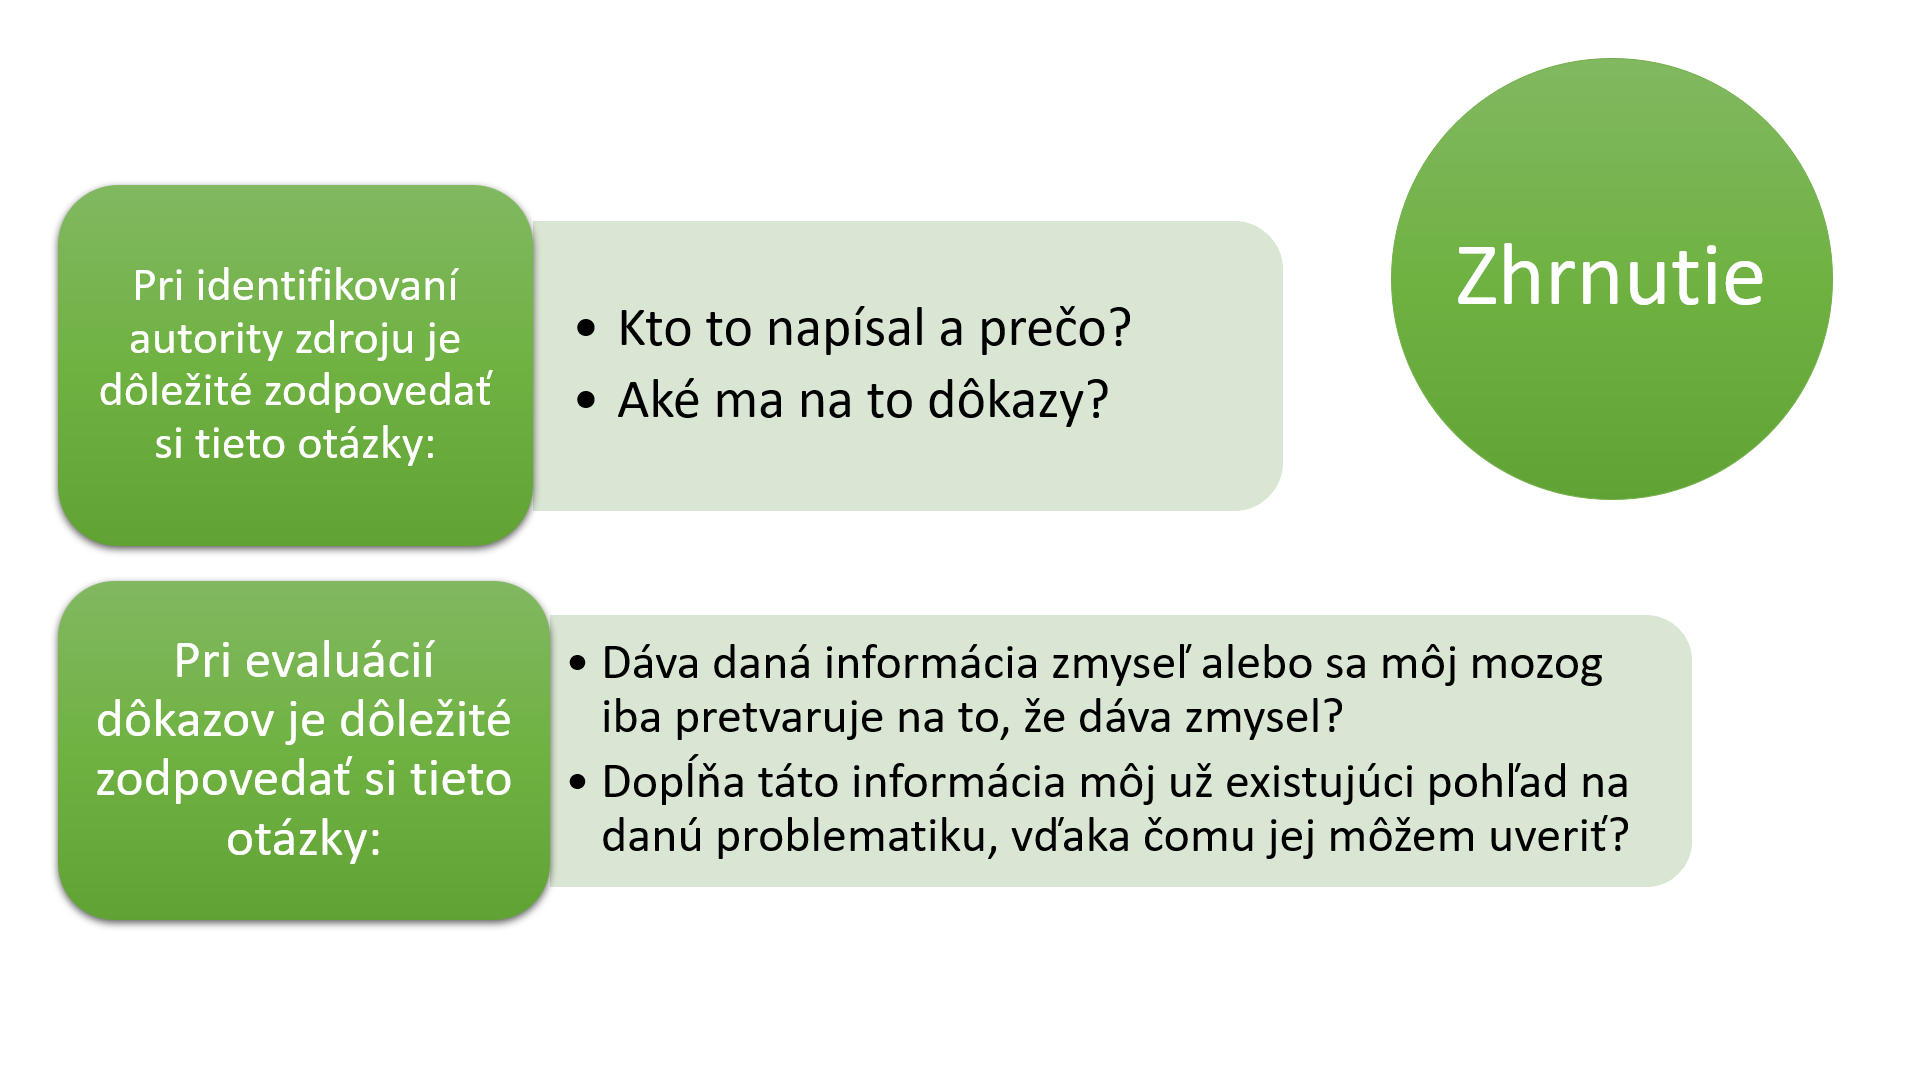 Zhrnutie
Pri identifikovaní
autority zdroju je
dôležité zodpovedať
si tieto otázky:
• Kto to napísal a prečo?
• Aké ma na to dôkazy?
Pri evaluácií
dôkazov je dôležité
zodpovedať si tieto
otázky:
• Dáva daná informácia zmyseľ alebo sa môj mozog
iba pretvaruje na to, že dáva zmysel?
• Dopĺňa táto informácia môj už existujúci pohľad na
danú problematiku, vďaka čomu jej môžem uveriť?